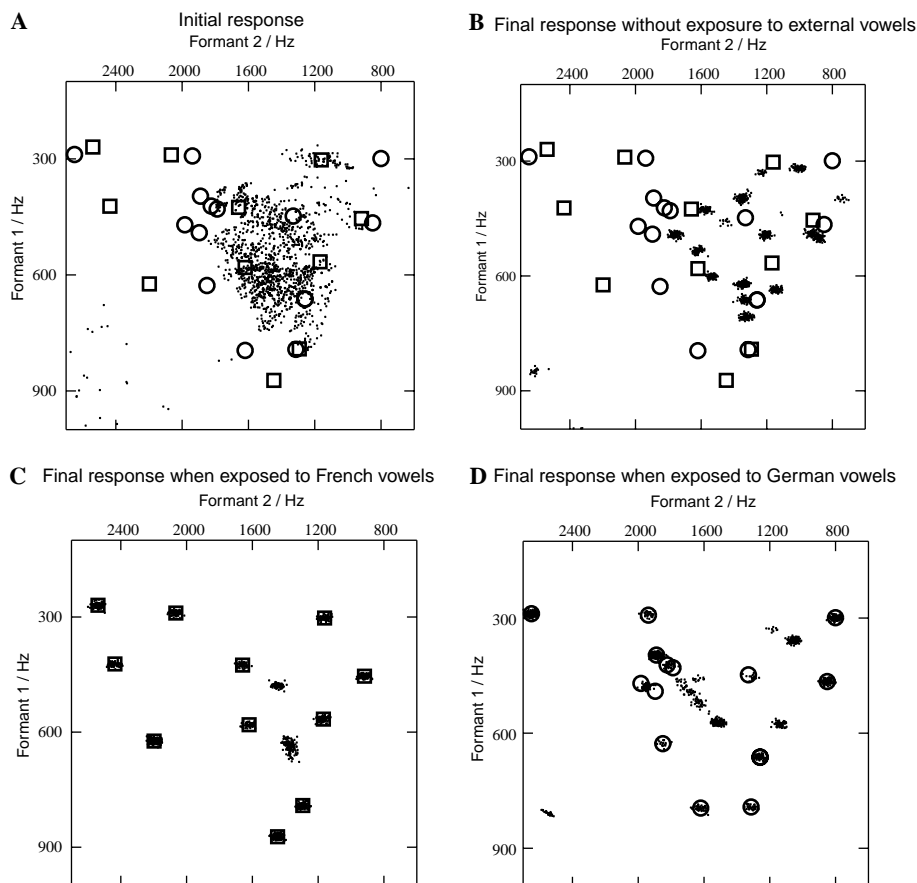 A Initial response
Formant 2 / Hz
2400 2000 1600 1200 800
300
600
900
Formant 1 / Hz
B Final response without exposure to external vowels
Formant 2 / Hz
2400 2000 1600 1200 800
300
600
900
Formant 1 / Hz
C Final response when exposed to French vowels
Formant 2 / Hz
2400 2000 1600 1200 800
300
600
900
Formant 1 / Hz
D Final response when exposed to German vowels
Formant 2 / Hz
2400 2000 1600 1200 800
300
600
900
Formant 1 / Hz